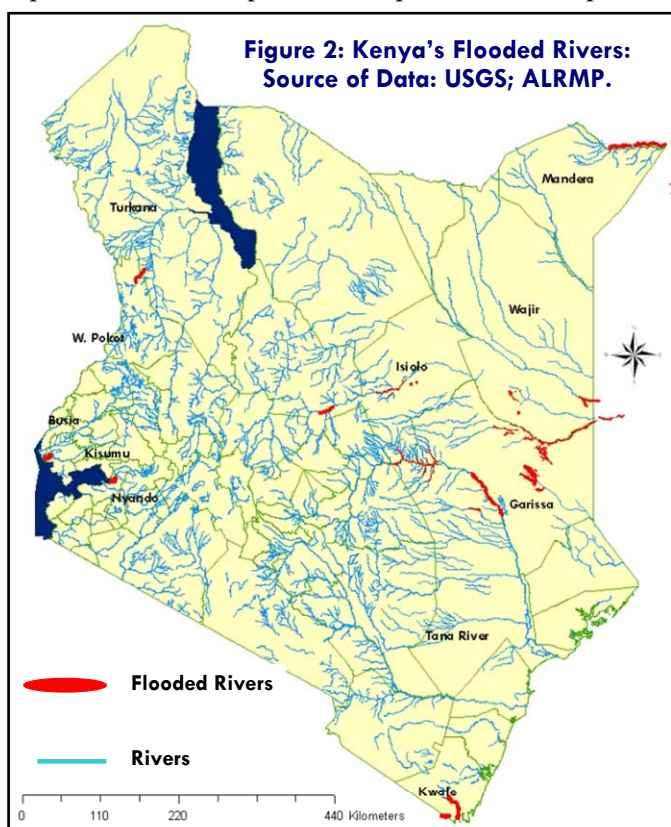 Figure 2: Kenya's Flooded Rivers:
Source of Data: USGS; ALRMP.
Mandera
Turkana
Wajir
W. Pokot
Isiolo
Busia
Kisumu
Nyando
Garissa
Tana River
Flooded Rivers
Rivers
Kwale
0 110 220 440 Kilometers